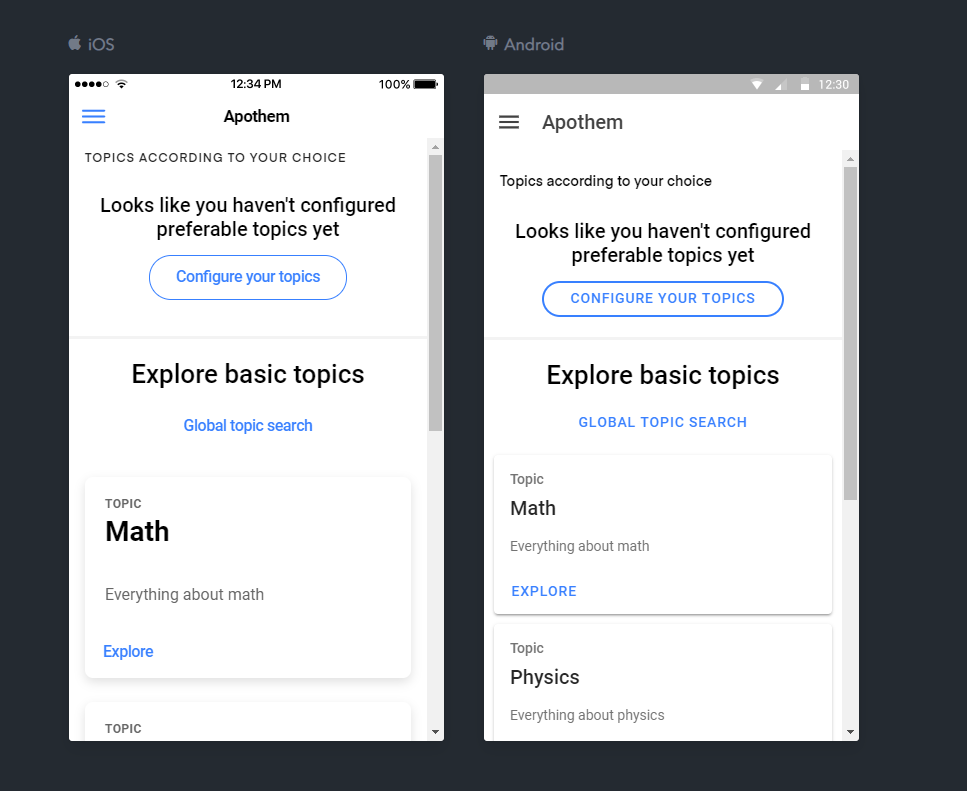 iOS
12:34 PM
100%
Apothem
TOPICS ACCORDING TO YOUR CHOICE
Looks like you haven't configured
preferable topics yet
Configure your topics
Explore basic topics
Global topic search
TOPIC
Math
Everything about math
Explore
TOPIC
Android
12:30
Apothem
Topics according to your choice
Looks like you haven't configured
preferable topics yet
CONFIGURE YOUR TOPICS
Explore basic topics
GLOBAL TOPIC SEARCH
Topic
Math
Everything about math
EXPLORE
Topic
Physics
Everything about physics